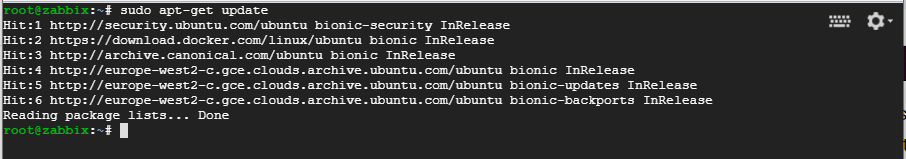 root@zabbix:~# sudo apt-get update
Hit:1 http://security.ubuntu.com/ubuntu bionic-security InRelease
Hit:2 https://download.docker.com/linux/ubuntu bionic InRelease
Hit:3 http://archive.canonical.com/ubuntu bionic InRelease
Hit:4 http://europe-west2-c.gce.clouds.archive.ubuntu.com/ubuntu bionic InRelease
Hit:5 http://europe-west2-c.gce.clouds.archive.ubuntu.com/ubuntu bionic-updates InRelease
Hit:6 http://europe-west2-c.gce.clouds.archive.ubuntu.com/ubuntu bionic-backports InRelease
Reading package lists... Done
root@zabbix:~#